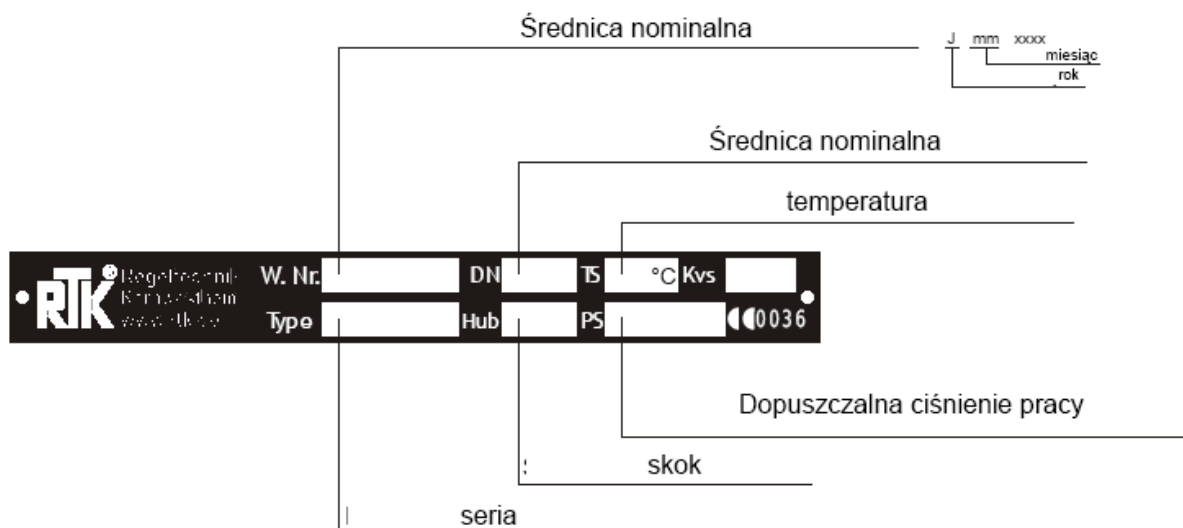 Średnica nominalna
J mm xxxx
miesiąc
rok
Średnica nominalna
temperatura
RTK® Regeltechnik W. Nr. DN TS °C Kvs
Type Hub PS 0036
Dopuszczalna ciśnienie pracy
skok
seria